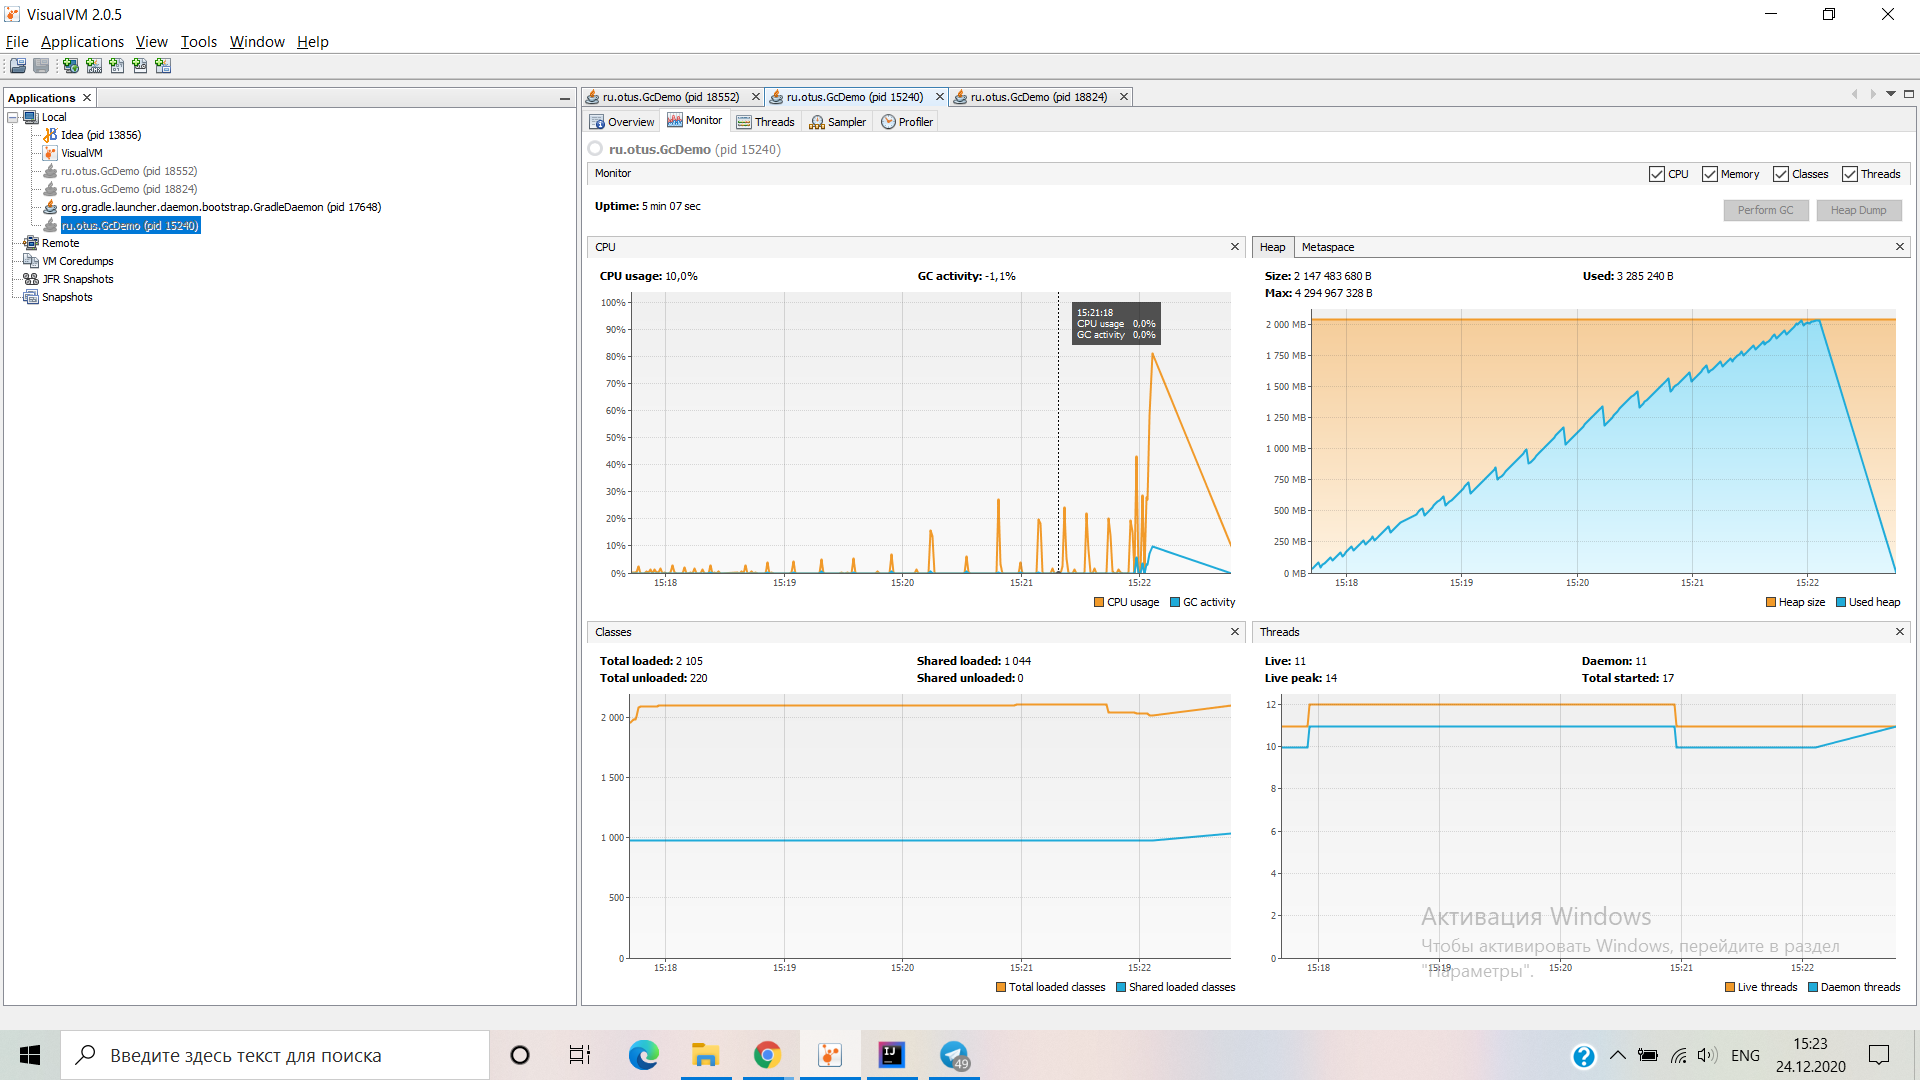 VisualVM 2.0.5
File Applications View Tools Window Help
Applications
Local
Idea (pid 13856)
VisualVM
ru.otus.GcDemo (pid 18552)
ru.otus.GcDemo (pid 18824)
org.gradle.launcher.daemon.bootstrap.GradleDaemon (pid 17648)
ru.otus.GcDemo (pid 15240)
Remote
VM Coredumps
JFR Snapshots
Snapshots
ru.otus.GcDemo (pid 18552) ru.otus.GcDemo (pid 15240) ru.otus.GcDemo (pid 18824)
Overview Monitor Threads Sampler Profiler
ru.otus.GcDemo (pid 15240)
Monitor CPU Memory Classes Threads
Uptime: 5 min 07 sec Perform GC Heap Dump
CPU
CPU usage: 10,0% GC activity: -1,1%
100%
90%
80%
70%
60%
50%
40%
30%
20%
10%
0%
15:21:18
CPU usage 0,0%
GC activity 0,0%
15:18 15:19 15:20 15:21 15:22
CPU usage GC activity
Heap Metaspace
Size: 2 147 483 680 B Used: 3 285 240 B
Max: 4 294 967 328 B
2 000 MB
1 750 MB
1 500 MB
1 250 MB
1 000 MB
750 MB
500 MB
250 MB
0 MB
15:18 15:19 15:20 15:21 15:22
Heap size Used heap
Classes
Total loaded: 2 105 Shared loaded: 1 044
Total unloaded: 220 Shared unloaded: 0
2 000
1 500
1 000
500
0
15:18 15:19 15:20 15:21 15:22
Total loaded classes Shared loaded classes
Threads
Live: 11 Daemon: 11
Live peak: 14 Total started: 17
12
10
8
6
4
2
0
15:18 15:19 15:20 15:21 15:22
Live threads Daemon threads
Активация Windows
Чтобы активировать Windows, перейдите в раздел
"Параметры".
Введите здесь текст для поиска
IJ
49
ENG
15:23
24.12.2020